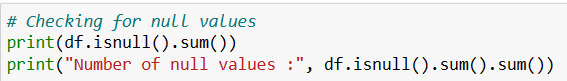 # Checking for null values
print(df.isnull().sum())
print("Number of null values :", df.isnull().sum().sum())